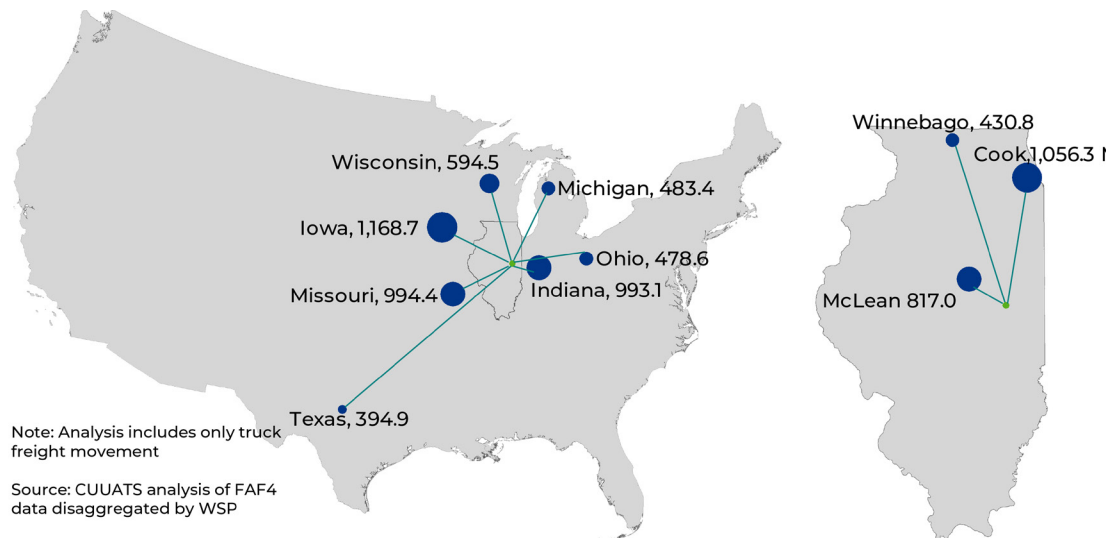 Wisconsin, 594.5
Michigan, 483.4
Iowa, 1,168.7
Ohio, 478.6
Missouri, 994.4
Indiana, 993.1
Texas, 394.9
Note: Analysis includes only truck
freight movement
Source: CUUATS analysis of FAF4
data disaggregated by WSP
Winnebago, 430.8
Cook,1,056.3
McLean 817.0